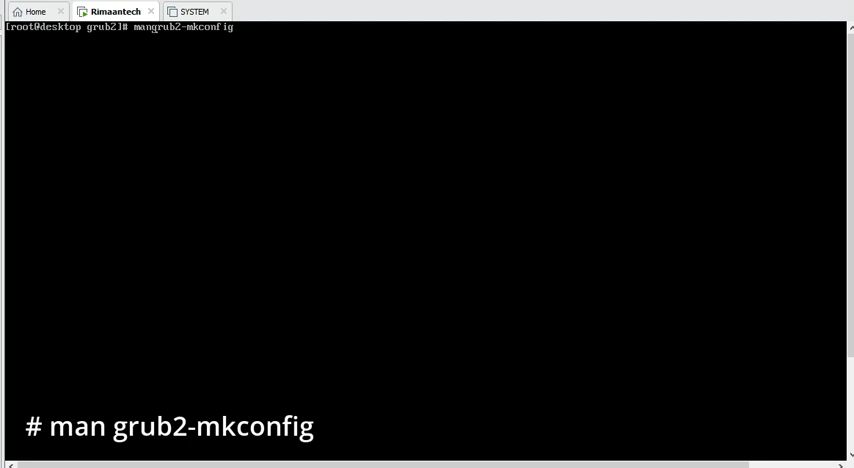 Home
Rimaantech
SYSTEM
[root@desktop grub2]# mangrub2-mkconfig
# man grub2-mkconfig